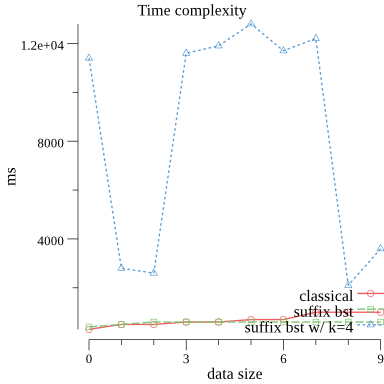 Time complexity
1.2e+04
8000
4000
ms
classical
suffix bst
suffix bst w/ k=4
0 3 6 9
data size